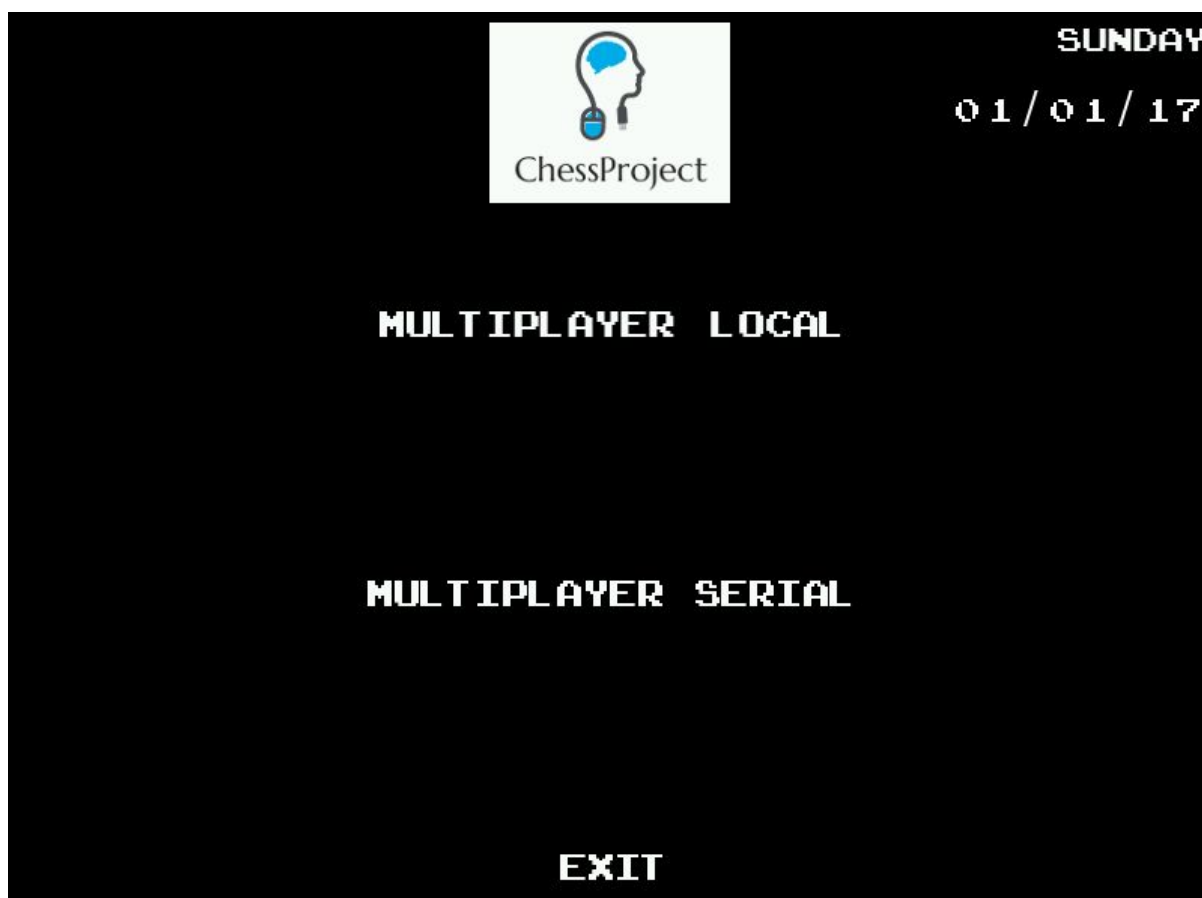 SUNDAY
01/01/17
ChessProject
MULTIPLAYER LOCAL
MULTIPLAYER SERIAL
EXIT